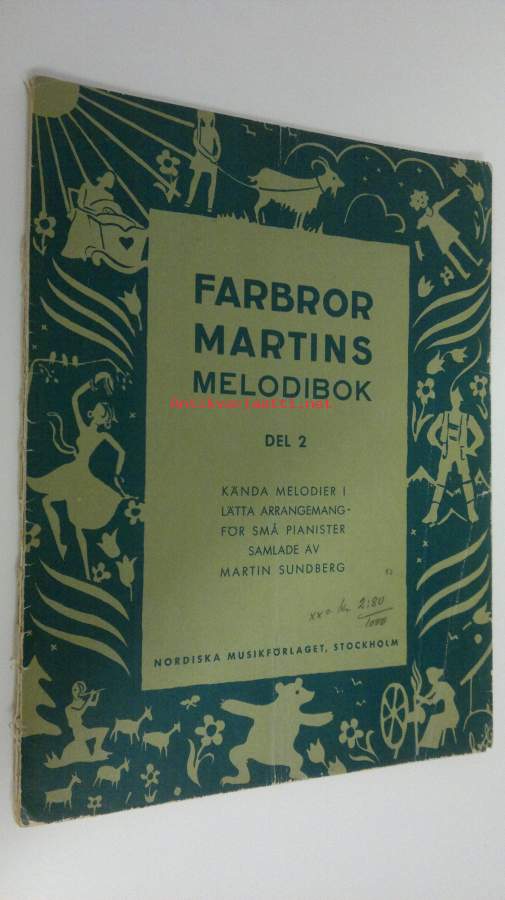 FARBROR
MARTINS
MELODIBOK
antikvariaatti.net
DEL 2
KÄNDA MELODIER I
LÄTTA ARRANGEMANG -
FÖR SMÅ PIANISTER
SAMLADE AV
MARTIN SUNDBERG
2:80
1000
NORDISKA MUSIKFÖRLAGET, STOCKHOLM